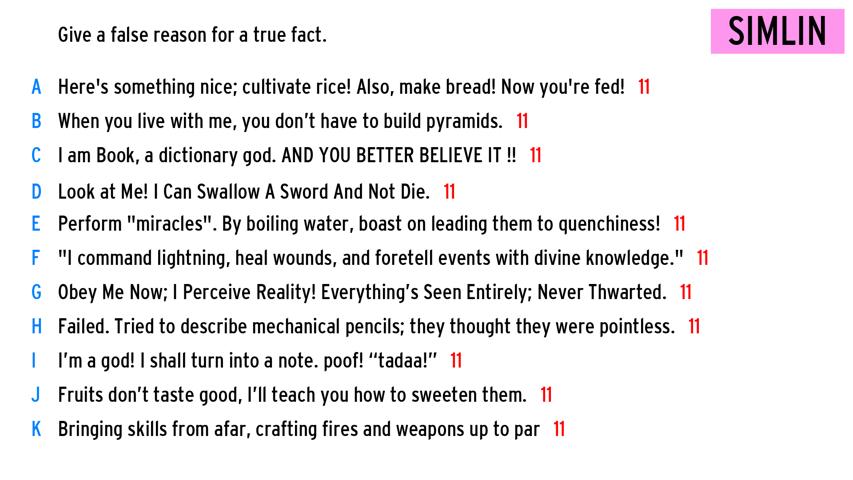 Give a false reason for a true fact.
SIMLIN
A Here's something nice; cultivate rice! Also, make bread! Now you're fed! 11
B When you live with me, you don’t have to build pyramids. 11
C I am Book, a dictionary god. AND YOU BETTER BELIEVE IT !! 11
D Look at Me! I Can Swallow A Sword And Not Die. 11
E Perform "miracles". By boiling water, boast on leading them to quenchiness! 11
F "I command lightning, heal wounds, and foretell events with divine knowledge." 11
G Obey Me Now; I Perceive Reality! Everything’s Seen Entirely; Never Thwarted. 11
H Failed. Tried to describe mechanical pencils; they thought they were pointless. 11
I I’m a god! I shall turn into a note. poof! “tadaa!” 11
J Fruits don’t taste good, I’ll teach you how to sweeten them. 11
K Bringing skills from afar, crafting fires and weapons up to par 11